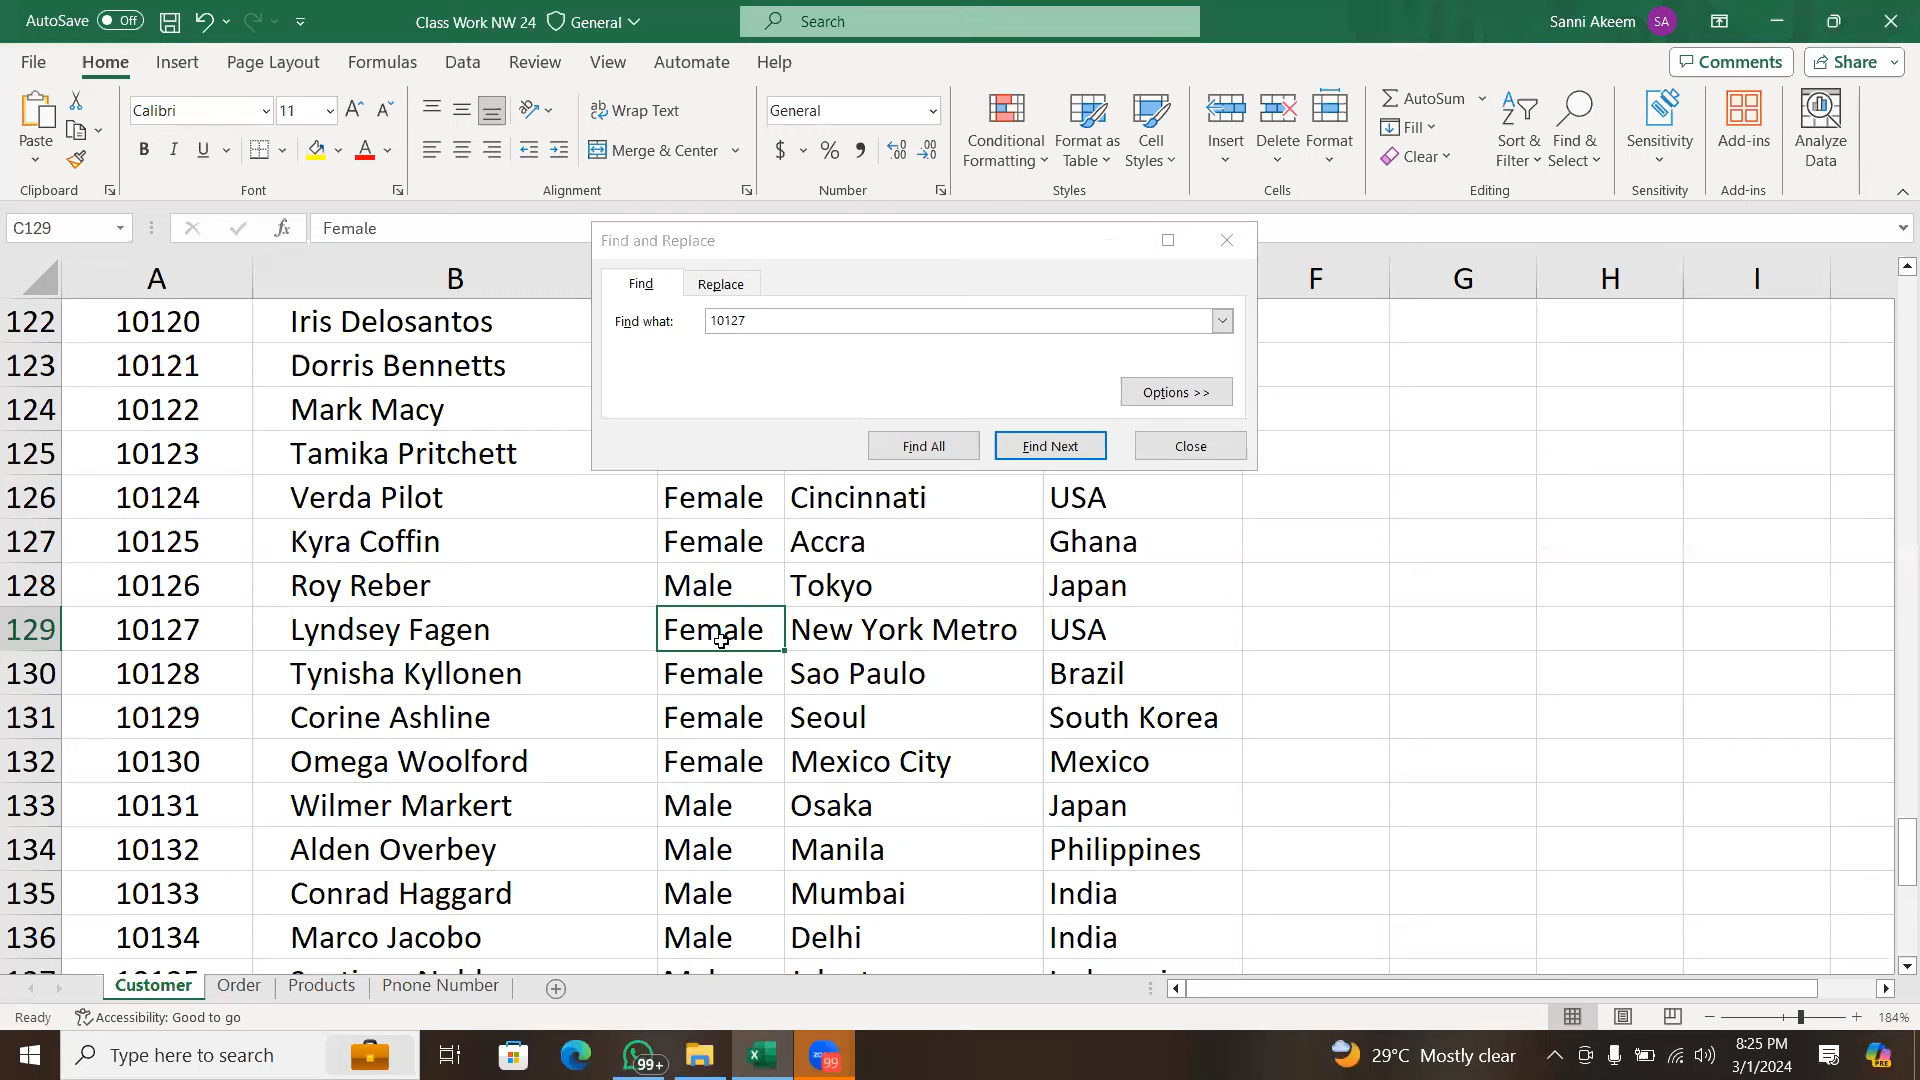 AutoSave Off Class Work NW 24 General Search Sanni Akeem SA
File Home Insert Page Layout Formulas Data Review View Automate Help Comments Share
Paste
Clipboard
Calibri 11
B I U A
Font
Wrap Text
Merge & Center
Alignment
General
$ % ,
Number
Conditional Formatting
Format as Table
Cell Styles
Styles
Insert Delete Format
Cells
AutoSum
Fill
Clear
Sort & Filter
Find & Select
Editing
Sensitivity
Sensitivity
Add-ins
Add-ins
Analyze Data
C129 fx Female
Find and Replace
Find Replace
Find what: 10127
Options >>
Find All Find Next Close
A B F G H I
122 10120 Iris Delosantos
123 10121 Dorris Bennetts
124 10122 Mark Macy
125 10123 Tamika Pritchett
126 10124 Verda Pilot Female Cincinnati USA
127 10125 Kyra Coffin Female Accra Ghana
128 10126 Roy Reber Male Tokyo Japan
129 10127 Lyndsey Fagen Female New York Metro USA
130 10128 Tynisha Kyllonen Female Sao Paulo Brazil
131 10129 Corine Ashline Female Seoul South Korea
132 10130 Omega Woolford Female Mexico City Mexico
133 10131 Wilmer Markert Male Osaka Japan
134 10132 Alden Overbey Male Manila Philippines
135 10133 Conrad Haggard Male Mumbai India
136 10134 Marco Jacobo Male Delhi India
Customer Order Products Pnone Number
Ready Accessibility: Good to go 184%
Type here to search 99+ 99 29°C Mostly clear 8:25 PM
3/1/2024 PRE